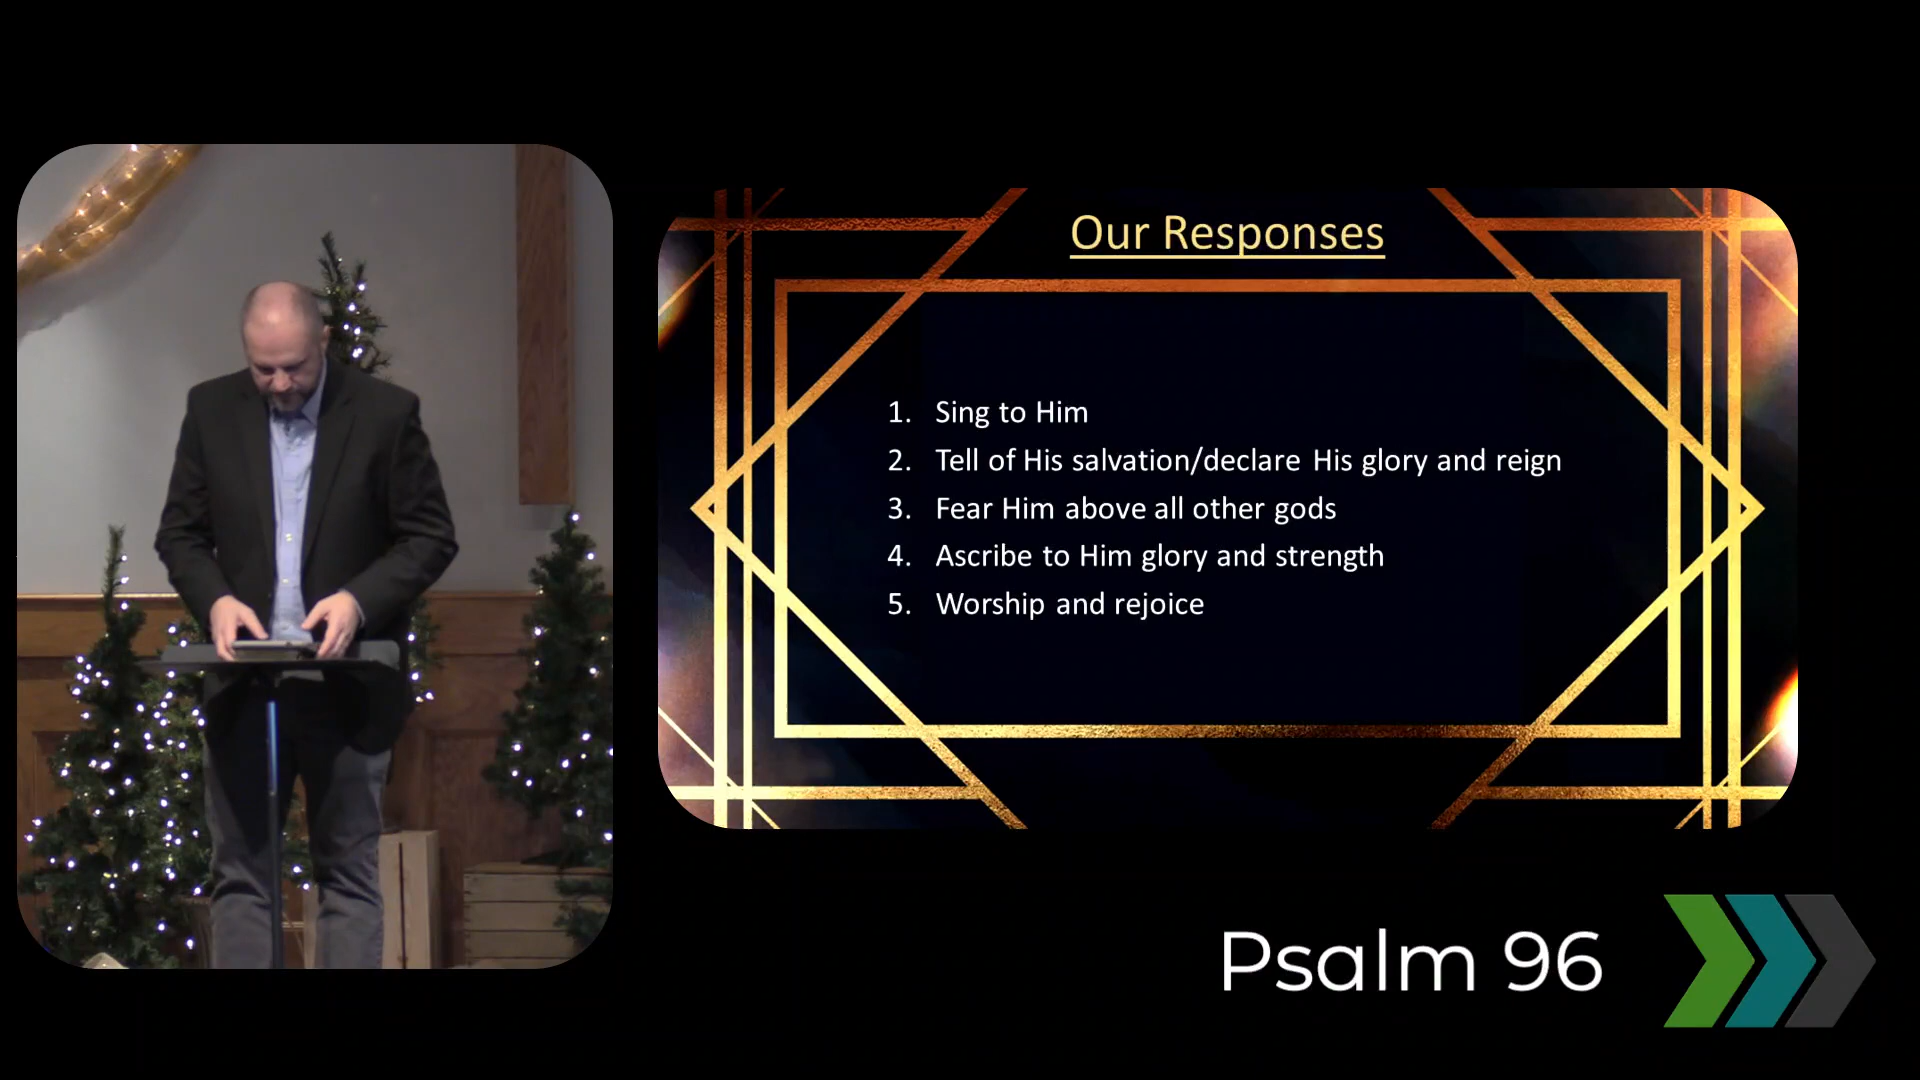 Our Responses
1. Sing to Him
2. Tell of His salvation/declare His glory and reign
3. Fear Him above all other gods
4. Ascribe to Him glory and strength
5. Worship and rejoice
Psalm 96